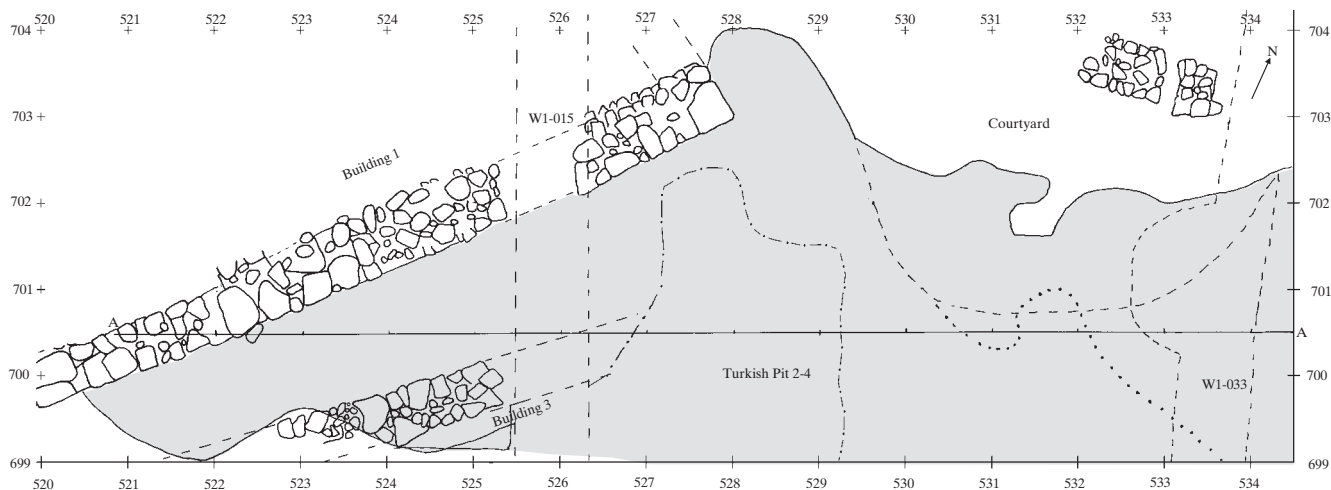 520 521 522 523 524 525 526 527 528 529 530 531 532 533 534
704 704
N
W1-015
703 703
Courtyard
Building 1
702 702
701 701
A
A
700 700
Turkish Pit 2-4
W1-033
Building 3
699 699
520 521 522 523 524 525 526 527 528 529 530 531 532 533 534